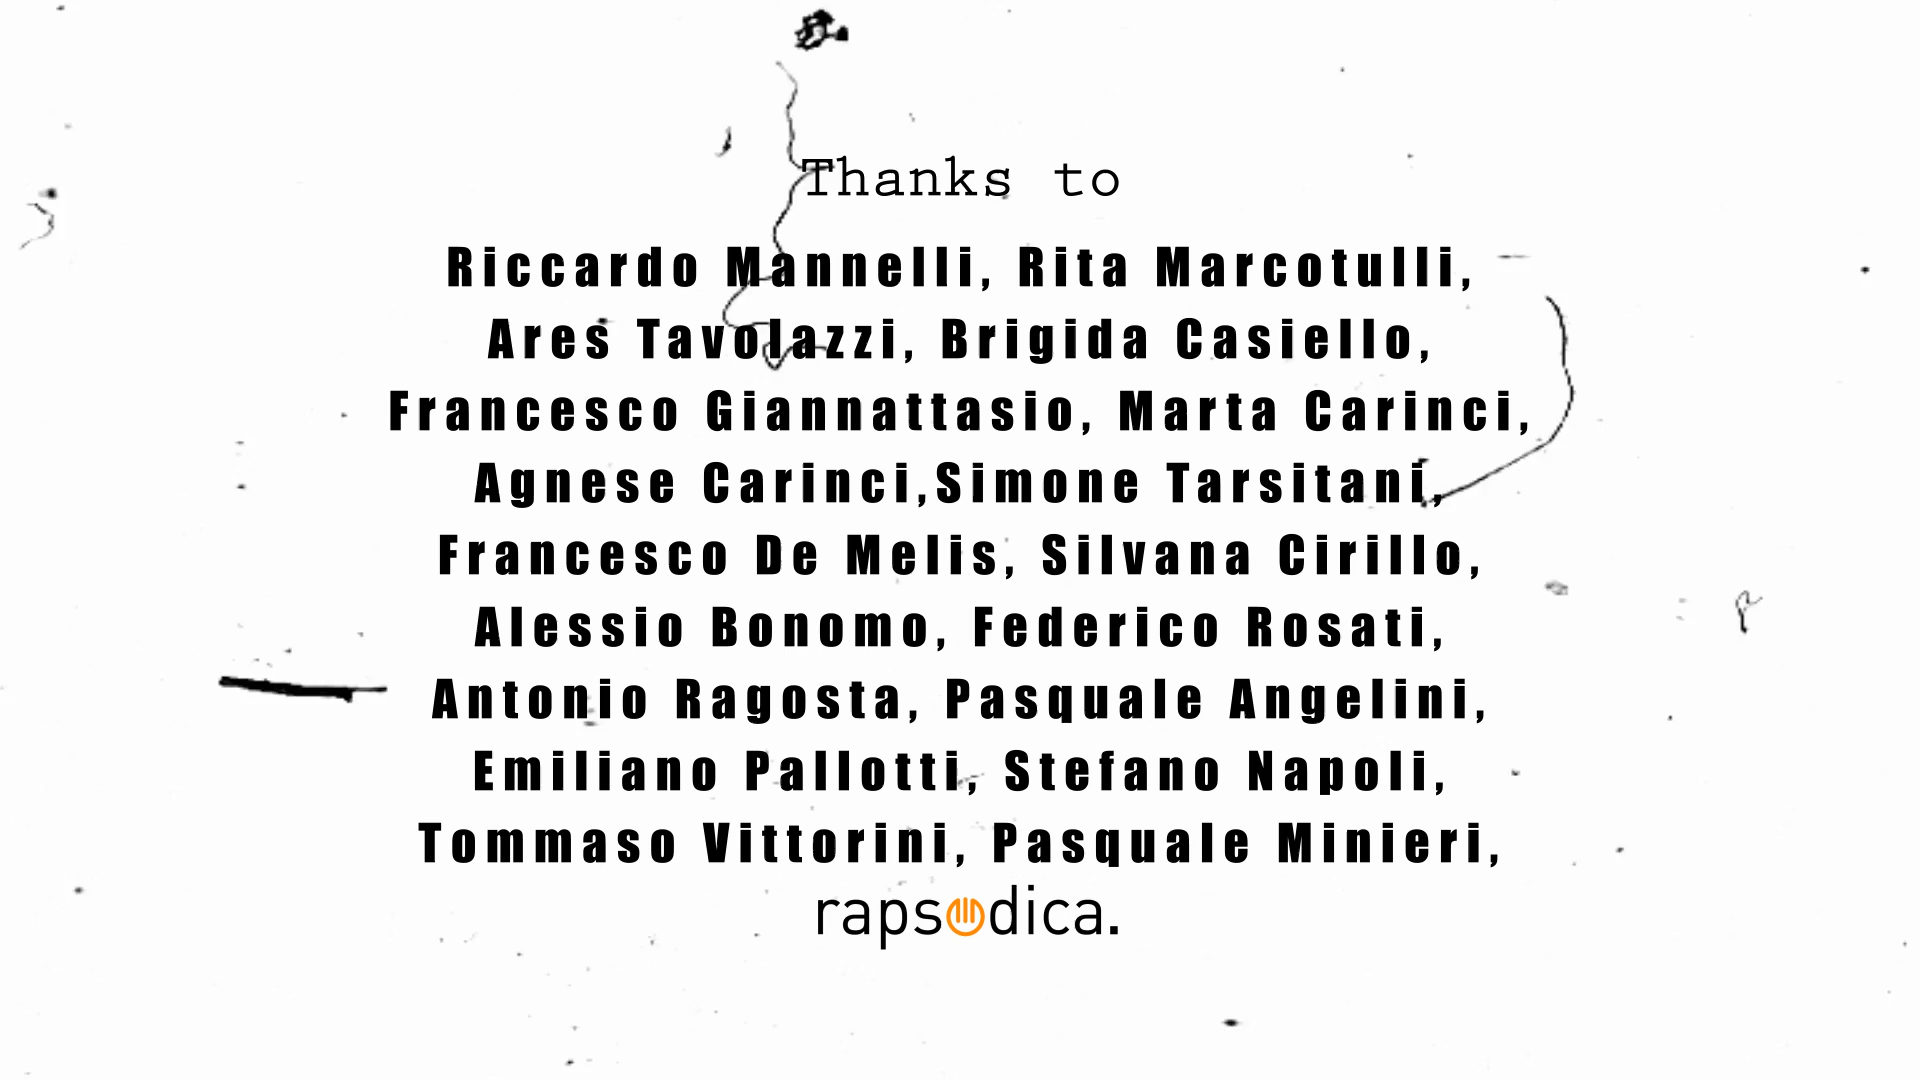 Thanks to
Riccardo Mannelli, Rita Marcotulli,
Ares Tavolazzi, Brigida Casiello,
Francesco Giannattasio, Marta Carinci,
Agnese Carinci,Simone Tarsitani,
Francesco De Melis, Silvana Cirillo,
Alessio Bonomo, Federico Rosati,
Antonio Ragosta, Pasquale Angelini,
Emiliano Pallotti, Stefano Napoli,
Tommaso Vittorini, Pasquale Minieri,
rapsodica.